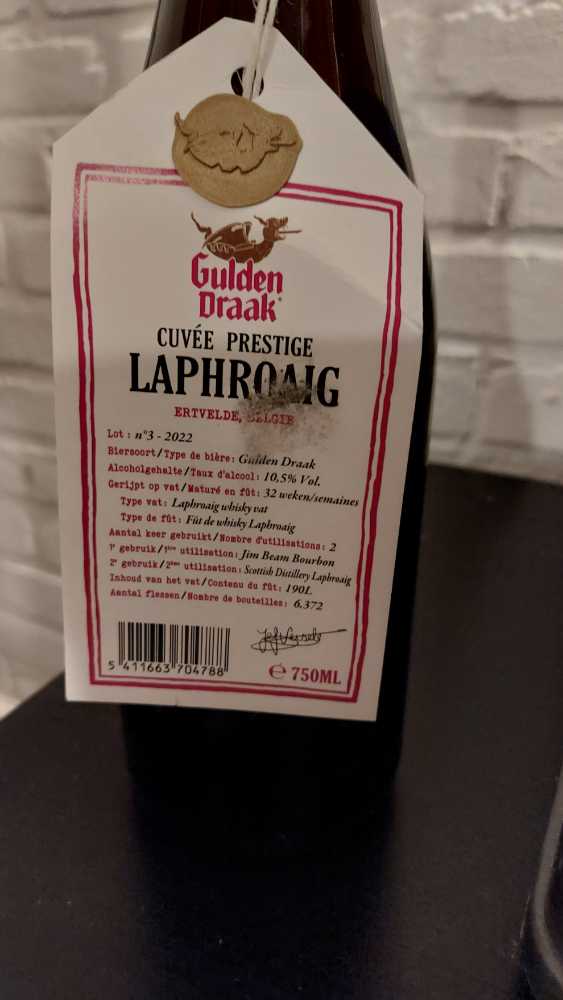 Gulden
Draak
CUVÉE PRESTIGE
LAPHROAIG
ERTVELDE, BELGIE
Lot : n°3 - 2022
Biersoort/Type de bière: Gulden Draak
Alcoholgehalte/Taux d'alcool: 10,5% Vol.
Gerijpt op vat/Maturé en fût: 32 weken/semaines
Type vat: Laphroaig whisky vat
Type de fût: Fût de whisky Laphroaig
Aantal keer gebruikt/Nombre d'utilisations: 2
1e gebruik/1ère utilisation: Jim Beam Bourbon
2e gebruik/2ème utilisation: Scottish Distillery Laphroaig
Inhoud van het vat/Contenu du fût: 190L
Aantal flessen/Nombre de bouteilles: 6.372
5 411663 704788
e 750ML